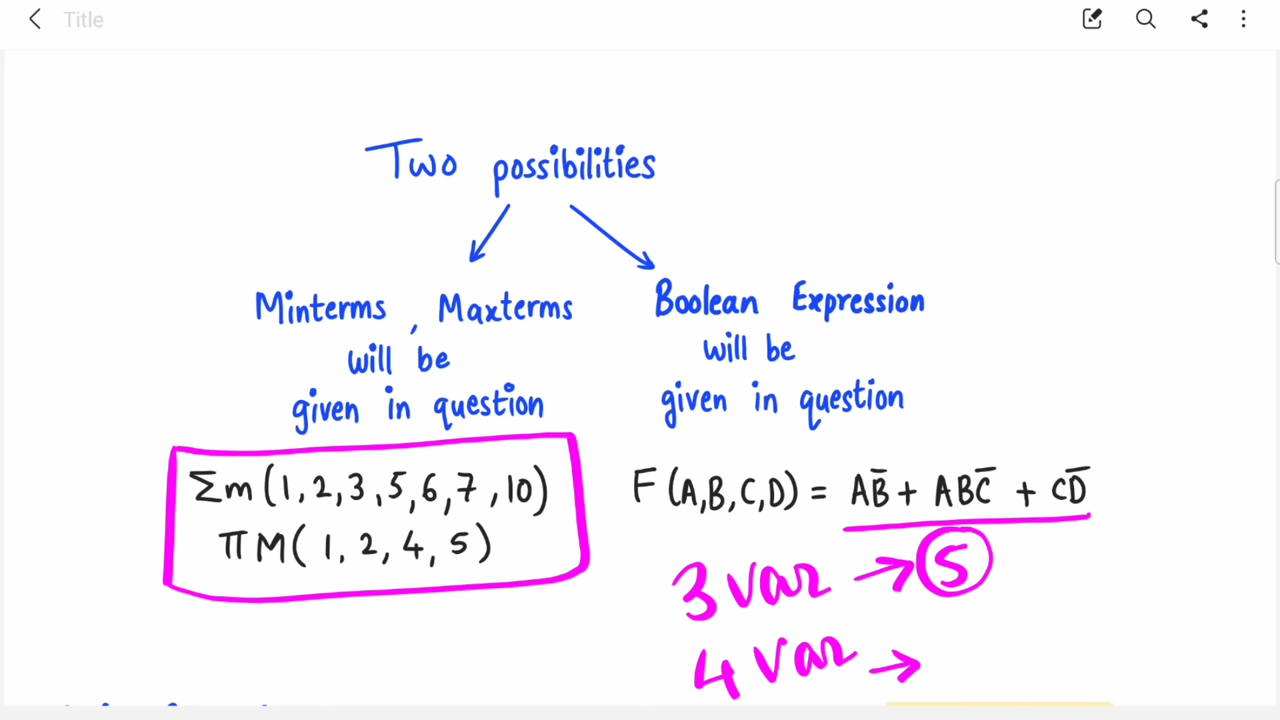 Title
Two possibilities
Minterms, Maxterms
will be
given in question
Σm(1,2,3,5,6,7,10)
πM(1,2,4,5)
Boolean Expression
will be
given in question
F(A,B,C,D) = AB̅ + ABC̅ + CD̅
3 var → 5
4 var →